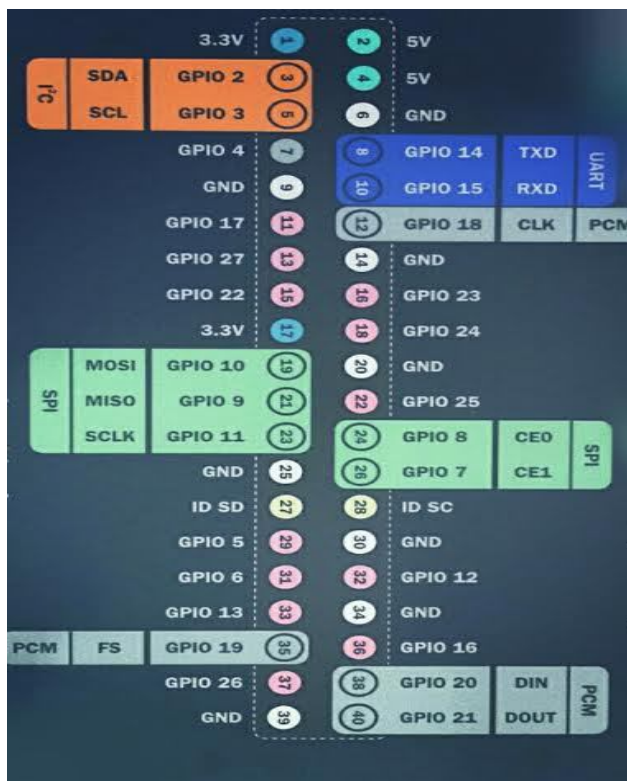 3.3V 1 2 5V
I²C SDA GPIO 2 3 4 5V
SCL GPIO 3 5 6 GND
GPIO 4 7 8 GPIO 14 TXD UART
GND 9 10 GPIO 15 RXD
GPIO 17 11 12 GPIO 18 CLK PCM
GPIO 27 13 14 GND
GPIO 22 15 16 GPIO 23
3.3V 17 18 GPIO 24
SPI MOSI GPIO 10 19 20 GND
MISO GPIO 9 21 22 GPIO 25
SCLK GPIO 11 23 24 GPIO 8 CE0 SPI
GND 25 26 GPIO 7 CE1
ID SD 27 28 ID SC
GPIO 5 29 30 GND
GPIO 6 31 32 GPIO 12
GPIO 13 33 34 GND
PCM FS GPIO 19 35 36 GPIO 16
GPIO 26 37 38 GPIO 20 DIN PCM
GND 39 40 GPIO 21 DOUT